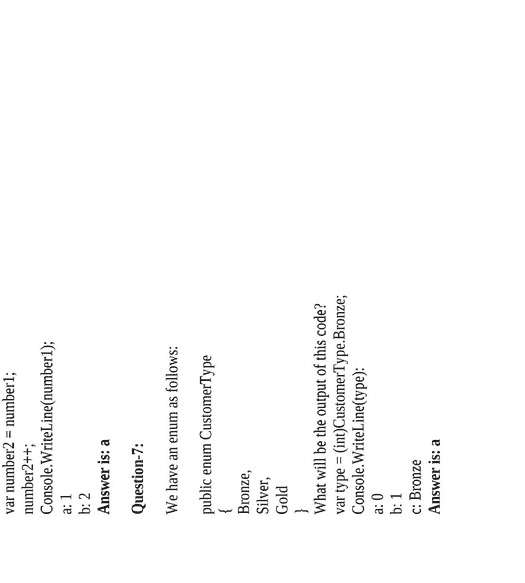 var number2 = number1;
number2++;
Console.WriteLine(number1);
a: 1
b: 2
Answer is: a
Question-7:
We have an enum as follows:
public enum CustomerType
{
Bronze,
Silver,
Gold
}
What will be the output of this code?
var type = (int)CustomerType.Bronze;
Console.WriteLine(type);
a: 0
b: 1
c: Bronze
Answer is: a